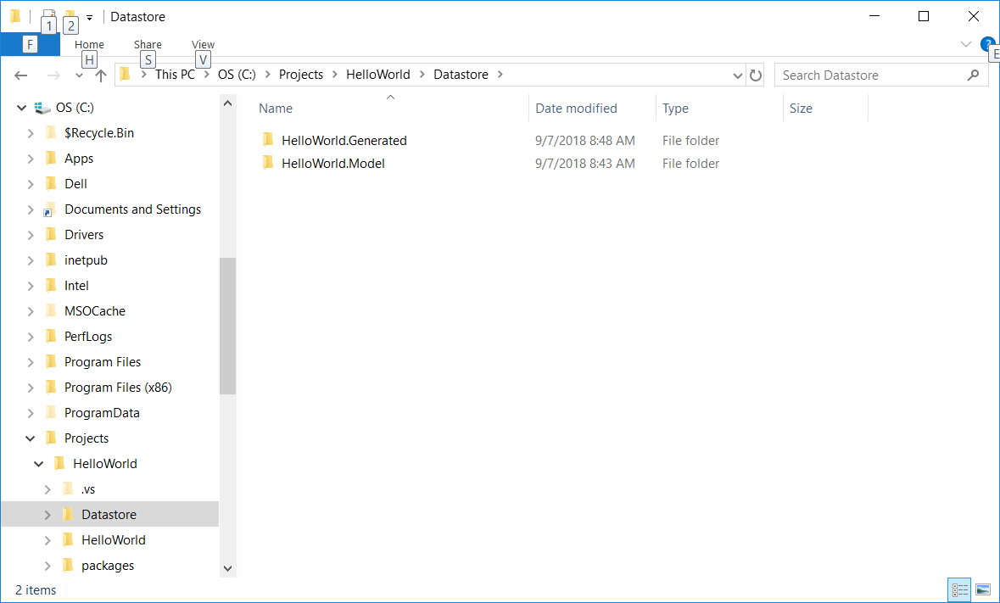 Datastore
1 2
F
Home Share View
H S V E
?
This PC > OS (C:) > Projects > HelloWorld > Datastore >
Search Datastore
Name Date modified Type Size
HelloWorld.Generated 9/7/2018 8:48 AM File folder
HelloWorld.Model 9/7/2018 8:43 AM File folder
OS (C:)
$Recycle.Bin
Apps
Dell
Documents and Settings
Drivers
inetpub
Intel
MSOCache
PerfLogs
Program Files
Program Files (x86)
ProgramData
Projects
HelloWorld
.vs
Datastore
HelloWorld
packages
2 items